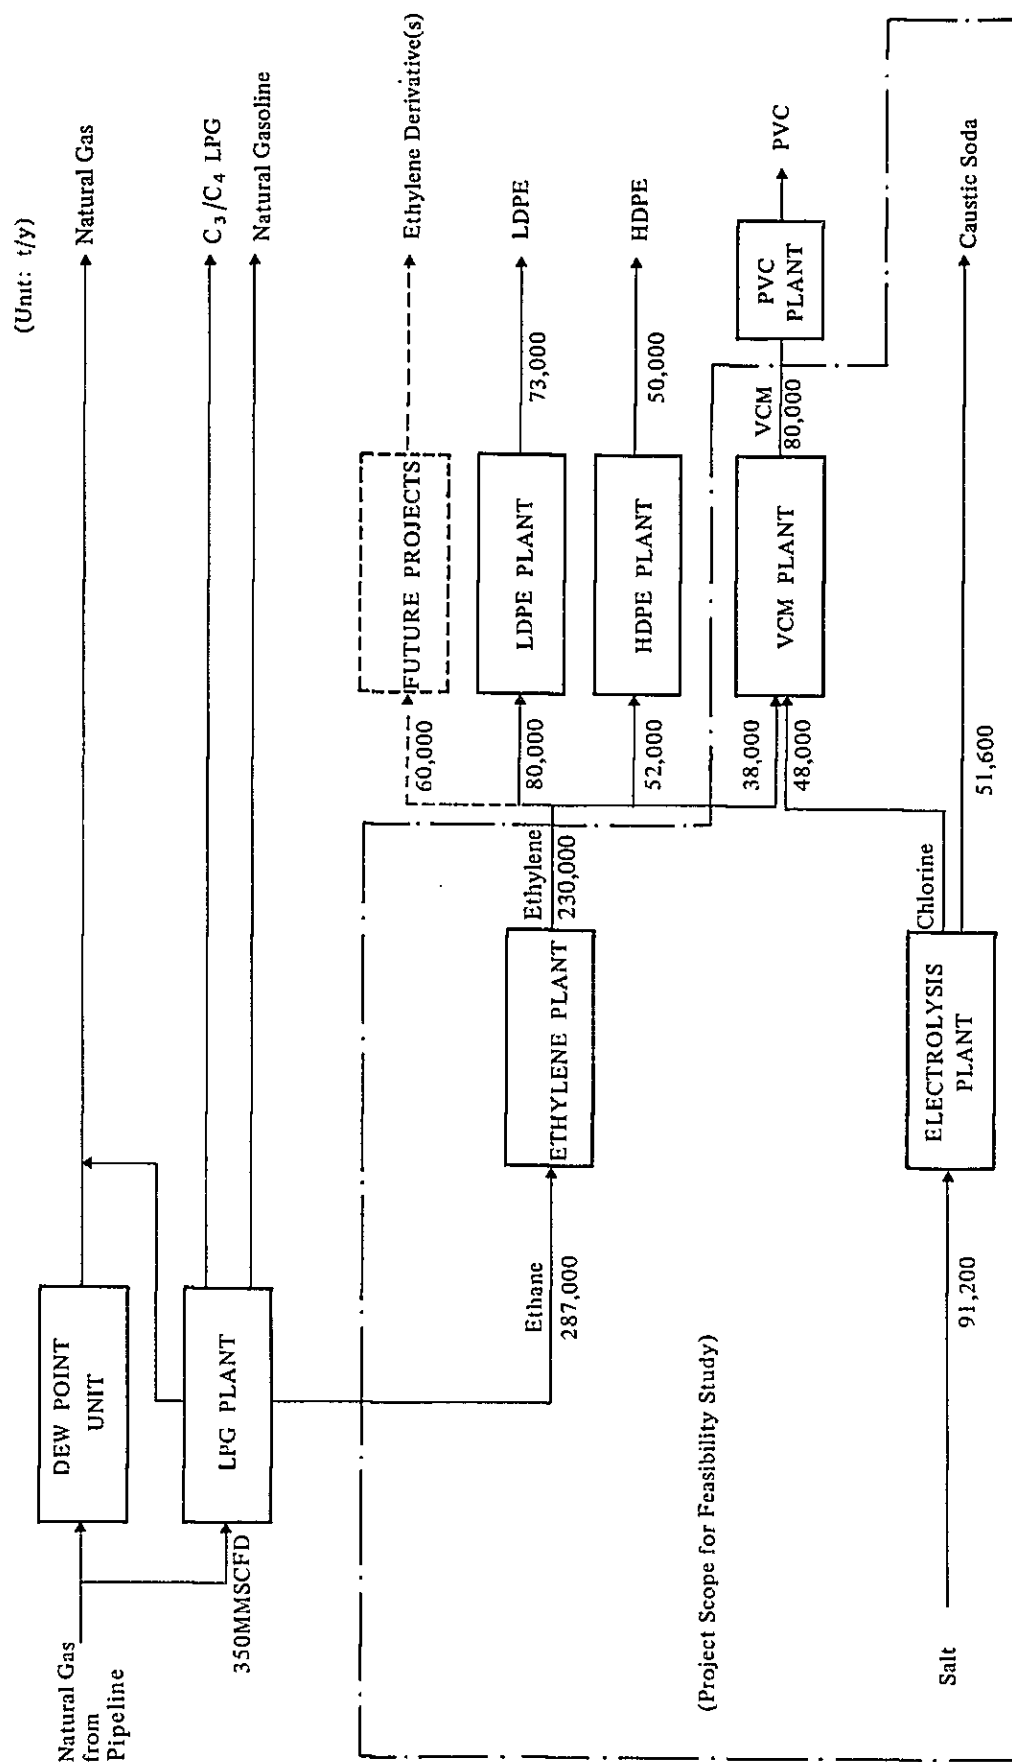 (Unit: t/y)
Natural Gas
from
Pipeline
DEW POINT
UNIT
Natural Gas
350MMSCFD
LPG PLANT
C3/C4 LPG
Natural Gasoline
Ethane
287,000
ETHYLENE PLANT
Ethylene
230,000
60,000
FUTURE PROJECTS
Ethylene Derivative(s)
80,000
LDPE PLANT
73,000
LDPE
52,000
HDPE PLANT
50,000
HDPE
38,000
48,000
VCM PLANT
VCM
80,000
PVC
PLANT
PVC
(Project Scope for Feasibility Study)
Salt
91,200
ELECTROLYSIS
PLANT
Chlorine
51,600
Caustic Soda